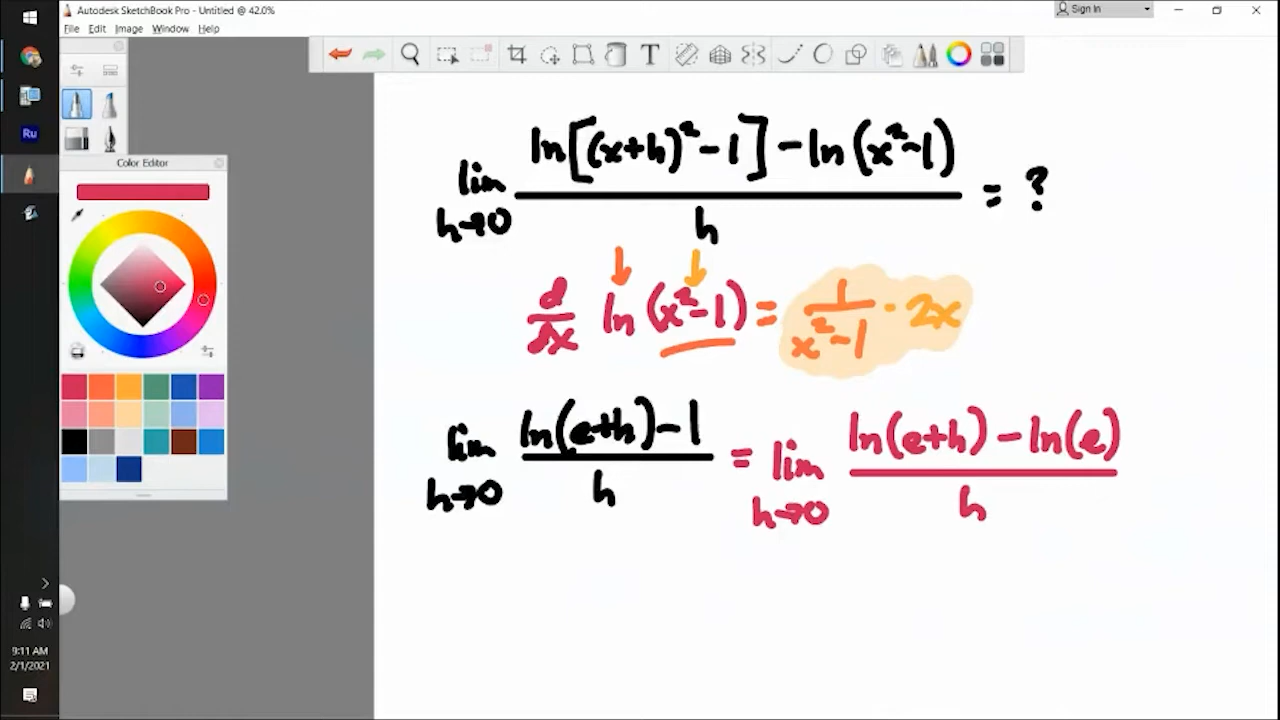 Autodesk SketchBook Pro - Untitled @ 42.0%
Sign In
File Edit Image Window Help
T
Ru
Color Editor
lim h→0 ln[(x+h)²-1]-ln(x²-1) / h = ?
d/dx ln(x²-1) = 1/x²-1 · 2x
lim h→0 ln(e+h)-1 / h = lim h→0 ln(e+h)-ln(e) / h
9:11 AM
2/1/2021